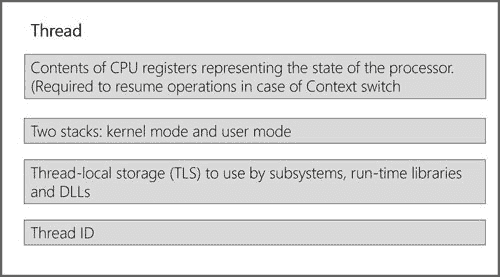 Thread
Contents of CPU registers representing the state of the processor.
(Required to resume operations in case of Context switch
Two stacks: kernel mode and user mode
Thread-local storage (TLS) to use by subsystems, run-time libraries
and DLLs
Thread ID